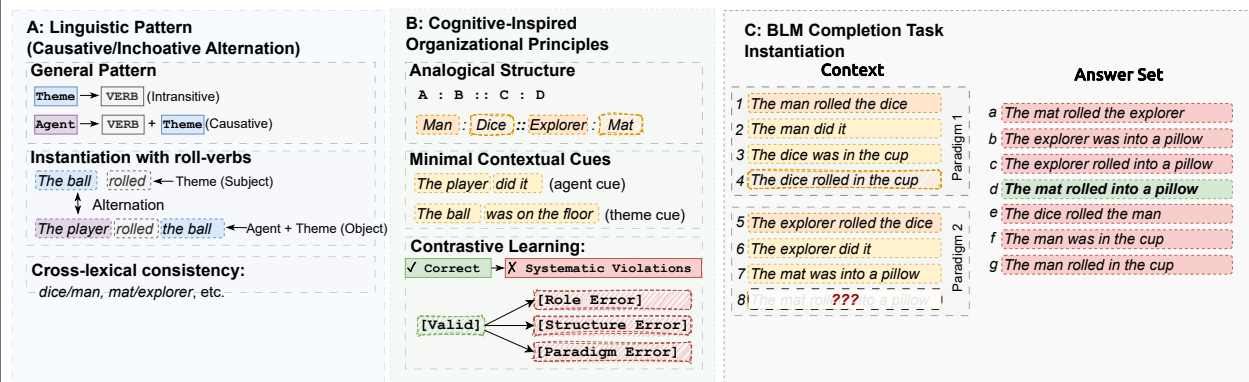 A: Linguistic Pattern
(Causative/Inchoative Alternation)
General Pattern
Theme → VERB (Intransitive)
Agent → VERB + Theme (Causative)
Instantiation with roll-verbs
The ball rolled ← Theme (Subject)
Alternation
The player rolled the ball ← Agent + Theme (Object)
Cross-lexical consistency:
dice/man, mat/explorer, etc.
B: Cognitive-Inspired
Organizational Principles
Analogical Structure
A : B :: C : D
Man : Dice :: Explorer : Mat
Minimal Contextual Cues
The player did it (agent cue)
The ball was on the floor (theme cue)
Contrastive Learning:
✓ Correct → ✗ Systematic Violations
[Valid]
[Role Error]
[Structure Error]
[Paradigm Error]
C: BLM Completion Task
Instantiation
Context
1 The man rolled the dice
2 The man did it
3 The dice was in the cup
4 The dice rolled in the cup
Paradigm 1
5 The explorer rolled the dice
6 The explorer did it
7 The mat was into a pillow
8 The mat roll??? to a pillow
Paradigm 2
Answer Set
a The mat rolled the explorer
b The explorer was into a pillow
c The explorer rolled into a pillow
d The mat rolled into a pillow
e The dice rolled the man
f The man was in the cup
g The man rolled in the cup